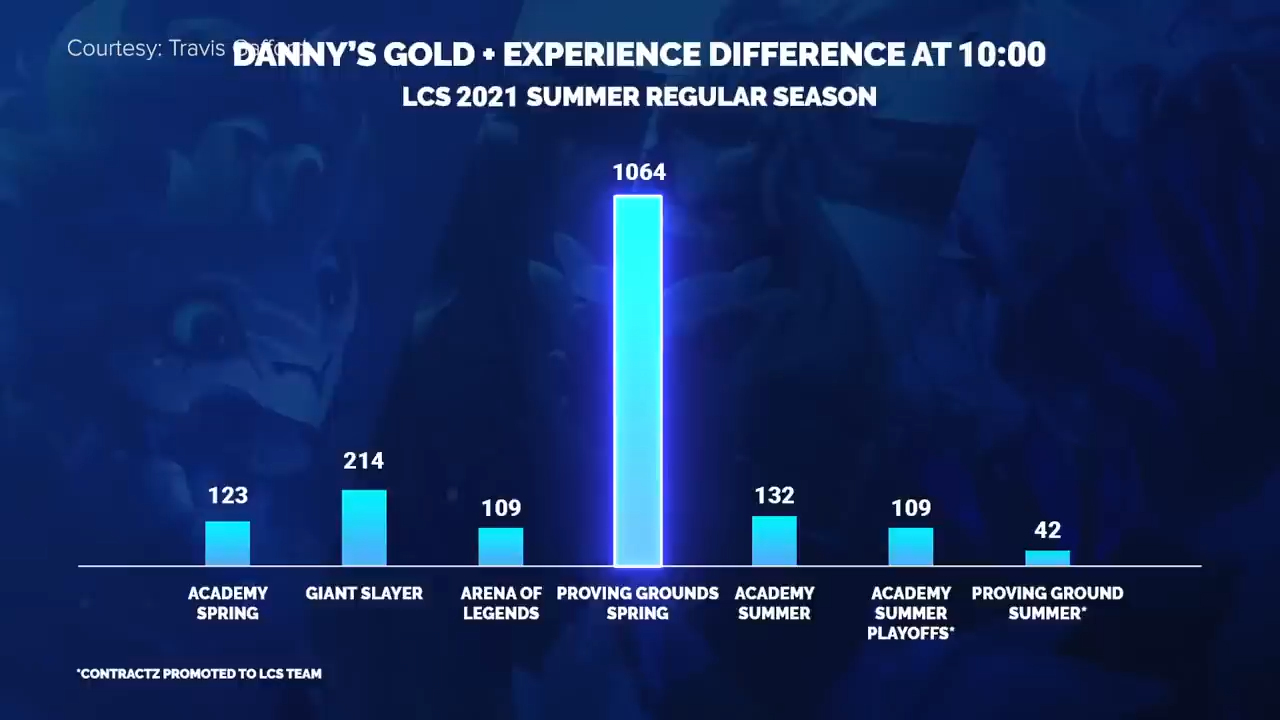 Courtesy: Travis Gafford
DANNY'S GOLD + EXPERIENCE DIFFERENCE AT 10:00
LCS 2021 SUMMER REGULAR SEASON
1064
214
123
109
132
109
42
ACADEMY
SPRING
GIANT SLAYER
ARENA OF
LEGENDS
PROVING GROUNDS
SPRING
ACADEMY
SUMMER
ACADEMY
SUMMER
PLAYOFFS*
PROVING GROUND
SUMMER*
*CONTRACTZ PROMOTED TO LCS TEAM